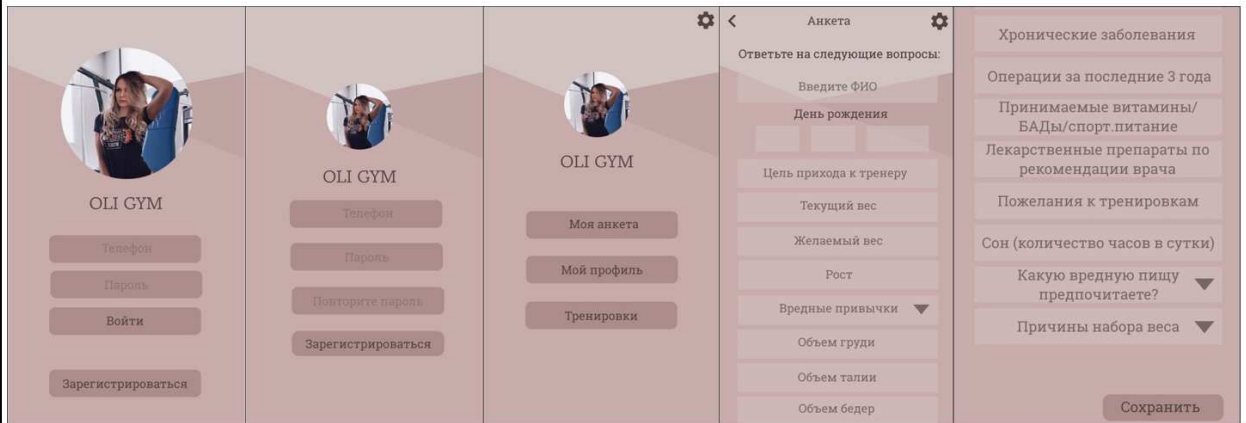 OLI GYM
Телефон
Пароль
Войти
Зарегистрироваться
OLI GYM
Телефон
Пароль
Повторите пароль
Зарегистрироваться
OLI GYM
Моя анкета
Мой профиль
Тренировки
Анкета
Ответьте на следующие вопросы:
Введите ФИО
День рождения
Цель прихода к тренеру
Текущий вес
Желаемый вес
Рост
Вредные привычки
Объем груди
Объем талии
Объем бедер
Хронические заболевания
Операции за последние 3 года
Принимаемые витамины/
БАДы/спорт.питание
Лекарственные препараты по
рекомендации врача
Пожелания к тренировкам
Сон (количество часов в сутки)
Какую вредную пищу
предпочитаете?
Причины набора веса
Сохранить